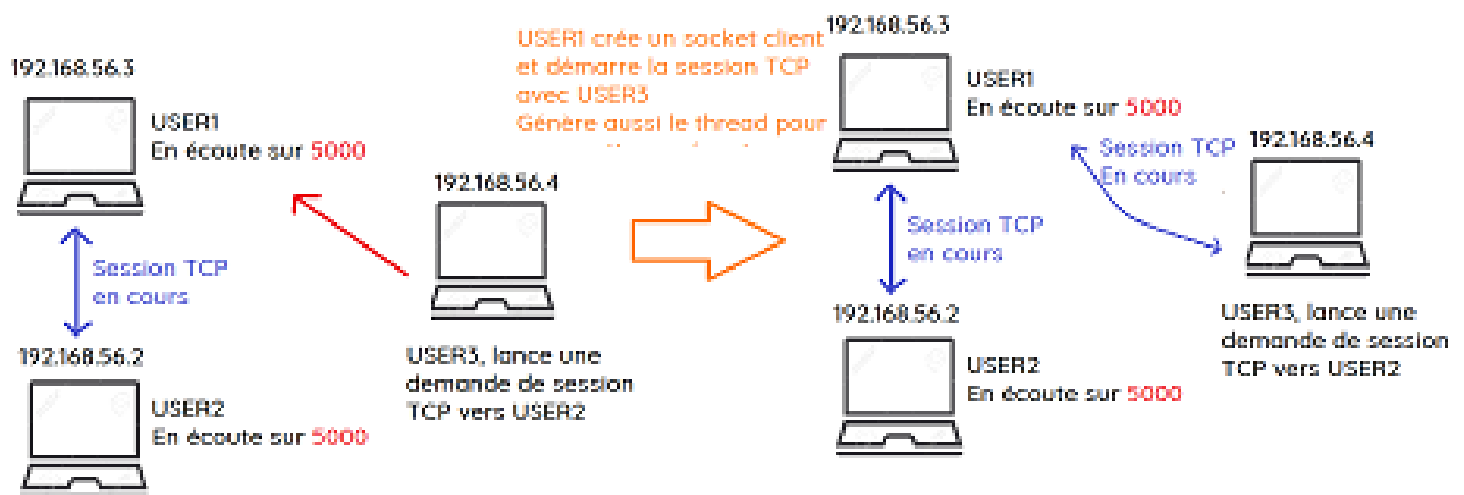 192.168.56.3
USER1
En écoute sur 5000
Session TCP
en cours
192.168.56.2
USER2
En écoute sur 5000
192.168.56.4
USER3, lance une
demande de session
TCP vers USER2
USER1 crée un socket client
et démarre la session TCP
avec USER3
Génère aussi le thread pour
192.168.56.3
USER1
En écoute sur 5000
Session TCP
En cours
192.168.56.4
Session TCP
en cours
192.168.56.2
USER2
En écoute sur 5000
USER3, lance une
demande de session
TCP vers USER2